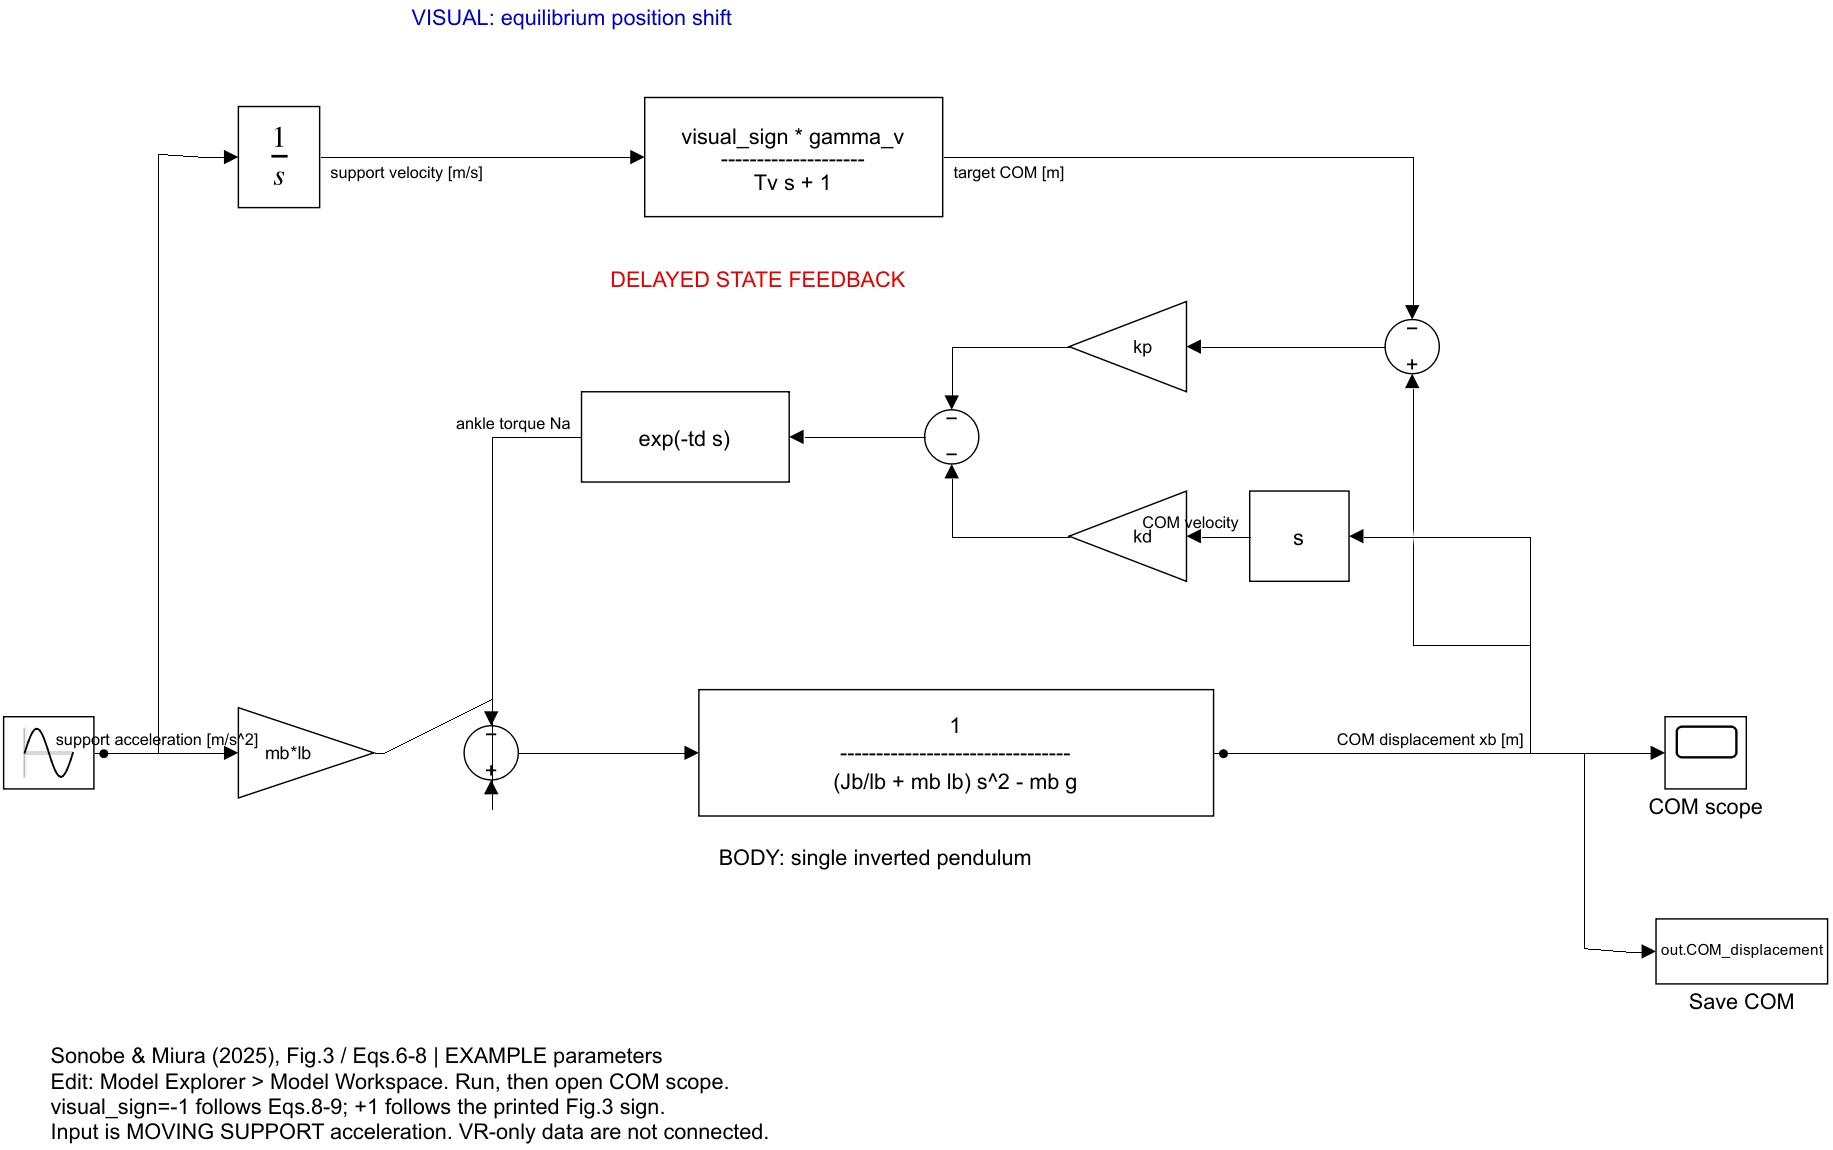 VISUAL: equilibrium position shift
1
s
support velocity [m/s]
visual_sign * gamma_v
--------------------
Tv s + 1
target COM [m]
DELAYED STATE FEEDBACK
kp
−
+
ankle torque Na
exp(-td s)
−
−
COM velocity
kd
s
support acceleration [m/s^2]
mb*lb
−
+
1
--------------------------------
(Jb/lb + mb lb) s^2 - mb g
COM displacement xb [m]
COM scope
BODY: single inverted pendulum
out.COM_displacement
Save COM
Sonobe & Miura (2025), Fig.3 / Eqs.6-8 | EXAMPLE parameters
Edit: Model Explorer > Model Workspace. Run, then open COM scope.
visual_sign=-1 follows Eqs.8-9; +1 follows the printed Fig.3 sign.
Input is MOVING SUPPORT acceleration. VR-only data are not connected.